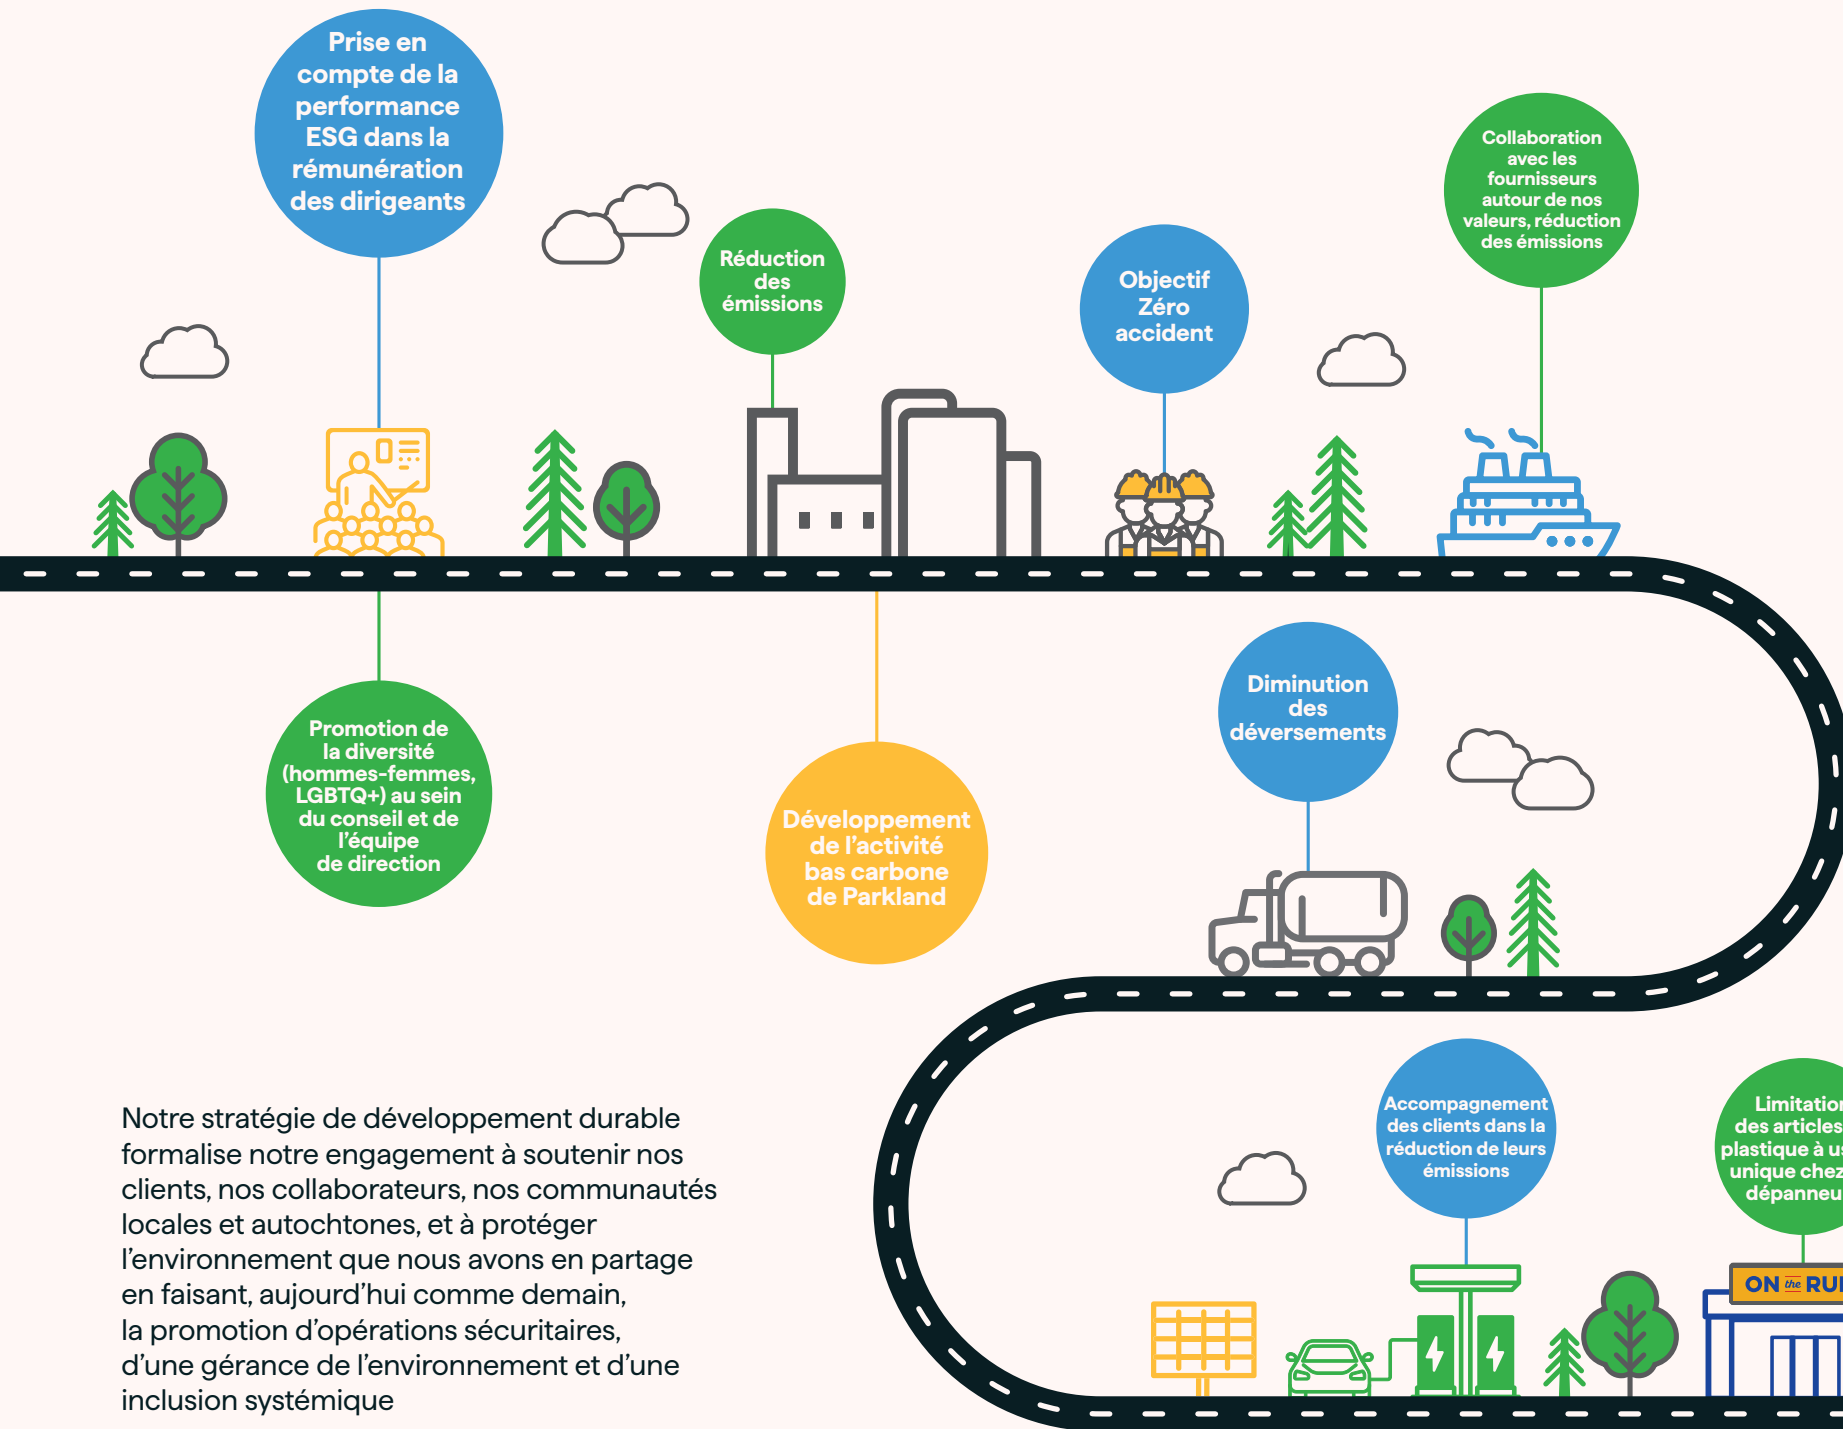 Prise en
compte de la
performance
ESG dans la
rémunération
des dirigeants
Réduction
des
émissions
Objectif
Zéro
accident
Collaboration
avec les
fournisseurs
autour de nos
valeurs, réduction
des émissions
Promotion de
la diversité
(hommes-femmes,
LGBTQ+) au sein
du conseil et de
l’équipe
de direction
Développement
de l’activité
bas carbone
de Parkland
Diminution
des
déversements
Accompagnement
des clients dans la
réduction de leurs
émissions
des articles
plastique à
unique chez
ON the
Notre stratégie de développement durable
formalise notre engagement à soutenir nos
clients, nos collaborateurs, nos communautés
locales et autochtones, et à protéger
l’environnement que nous avons en partage
en faisant, aujourd’hui comme demain,
la promotion d’opérations sécuritaires,
d’une gérance de l’environnement et d’une
inclusion systémique